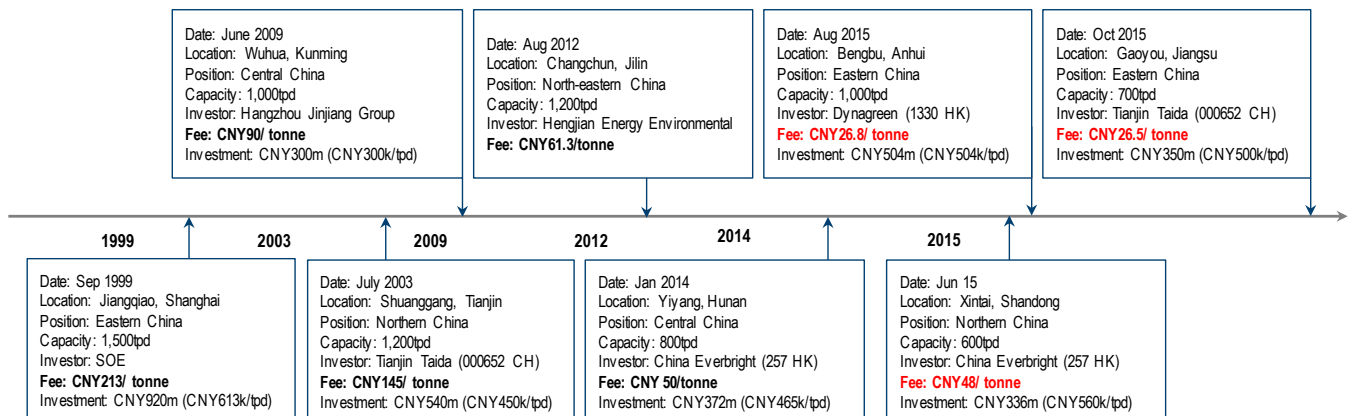 Date: June 2009
Location: Wuhua, Kunming
Position: Central China
Capacity: 1,000tpd
Investor: Hangzhou Jinjiang Group
Fee: CNY90/ tonne
Investment: CNY300m (CNY300k/tpd)
Date: Aug 2012
Location: Changchun, Jilin
Position: North-eastern China
Capacity: 1,200tpd
Investor: Hengjian Energy Environmental
Fee: CNY61.3/tonne
Date: Aug 2015
Location: Bengbu, Anhui
Position: Eastern China
Capacity: 1,000tpd
Investor: Dynagreen (1330 HK)
Fee: CNY26.8/ tonne
Investment: CNY504m (CNY504k/tpd)
Date: Oct 2015
Location: Gaoyou, Jiangsu
Position: Eastern China
Capacity: 700tpd
Investor: Tianjin Taida (000652 CH)
Fee: CNY26.5/ tonne
Investment: CNY350m (CNY500k/tpd)
1999 2003 2009 2012 2014 2015
Date: Sep 1999
Location: Jiangqiao, Shanghai
Position: Eastern China
Capacity: 1,500tpd
Investor: SOE
Fee: CNY213/ tonne
Investment: CNY920m (CNY613k/tpd)
Date: July 2003
Location: Shuanggang, Tianjin
Position: Northern China
Capacity: 1,200tpd
Investor: Tianjin Taida (000652 CH)
Fee: CNY145/ tonne
Investment: CNY540m (CNY450k/tpd)
Date: Jan 2014
Location: Yiyang, Hunan
Position: Central China
Capacity: 800tpd
Investor: China Everbright (257 HK)
Fee: CNY 50/tonne
Investment: CNY372m (CNY465k/tpd)
Date: Jun 15
Location: Xintai, Shandong
Position: Northern China
Capacity: 600tpd
Investor: China Everbright (257 HK)
Fee: CNY48/ tonne
Investment: CNY336m (CNY560k/tpd)